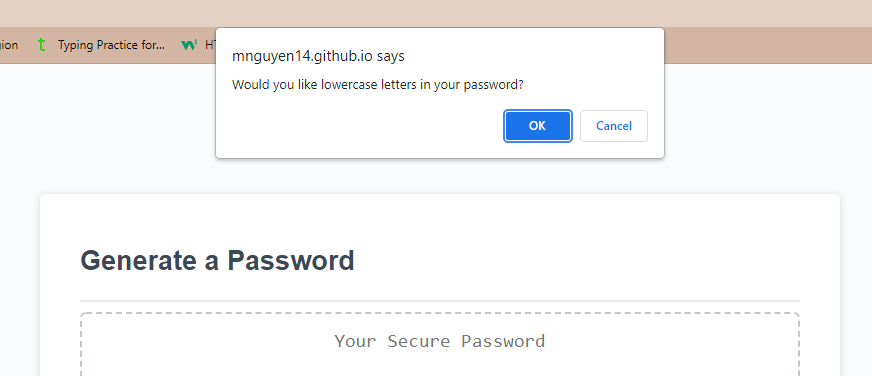 ion Typing Practice for... HT
mnguyen14.github.io says
Would you like lowercase letters in your password?
OK Cancel
Generate a Password
Your Secure Password